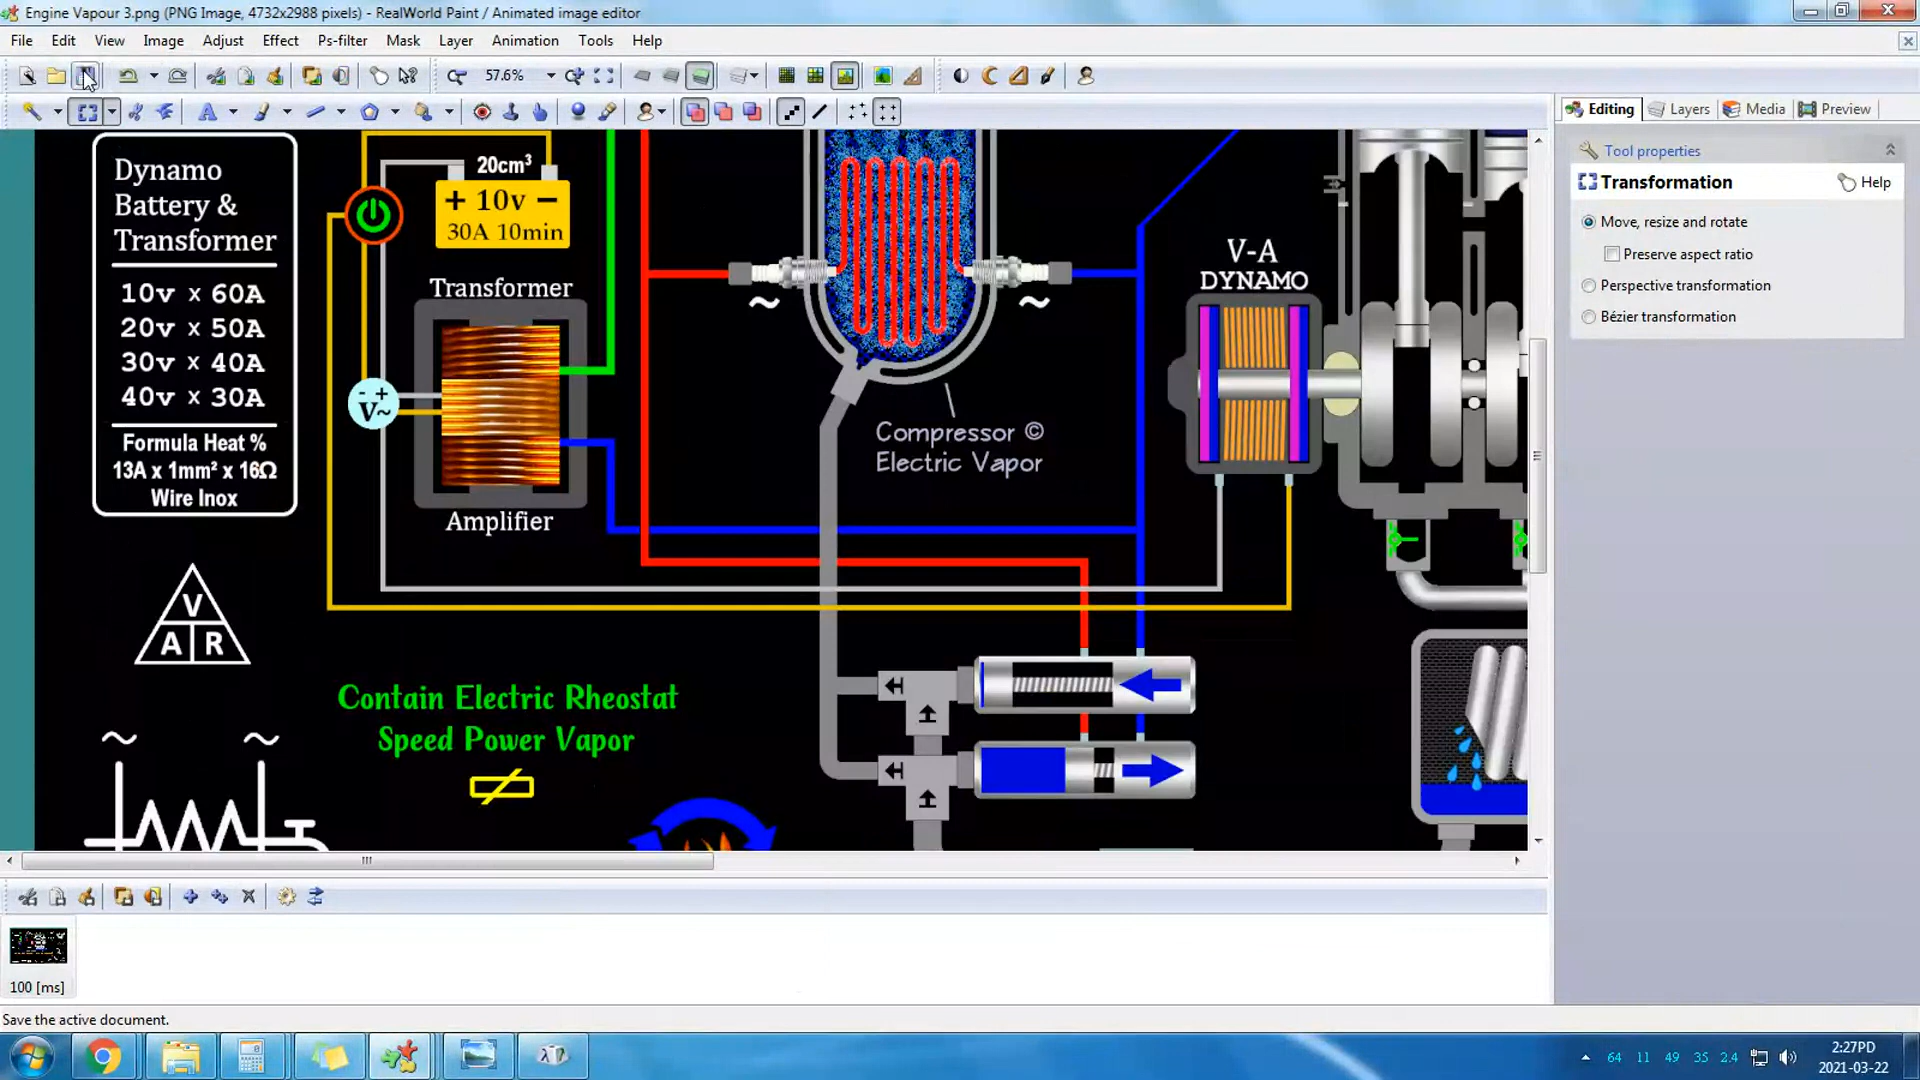 Engine Vapour 3.png (PNG Image, 4732x2988 pixels) - RealWorld Paint / Animated image editor
File Edit View Image Adjust Effect Ps-filter Mask Layer Animation Tools Help
57.6%
Editing Layers Media Preview
Tool properties
Transformation Help
Move, resize and rotate
Preserve aspect ratio
Perspective transformation
Bézier transformation
Dynamo
Battery &
Transformer
10v x 60A
20v x 50A
30v x 40A
40v x 30A
Formula Heat %
13A x 1mm² x 16Ω
Wire Inox
20cm³
+ 10v −
30A 10min
Transformer
- +
V~
Amplifier
~ ~
Compressor ©
Electric Vapor
V-A
DYNAMO
V
A R
Contain Electric Rheostat
Speed Power Vapor
~ ~
100 [ms]
Save the active document.
64 11 49 35 2.4
2:27PD
2021-03-22